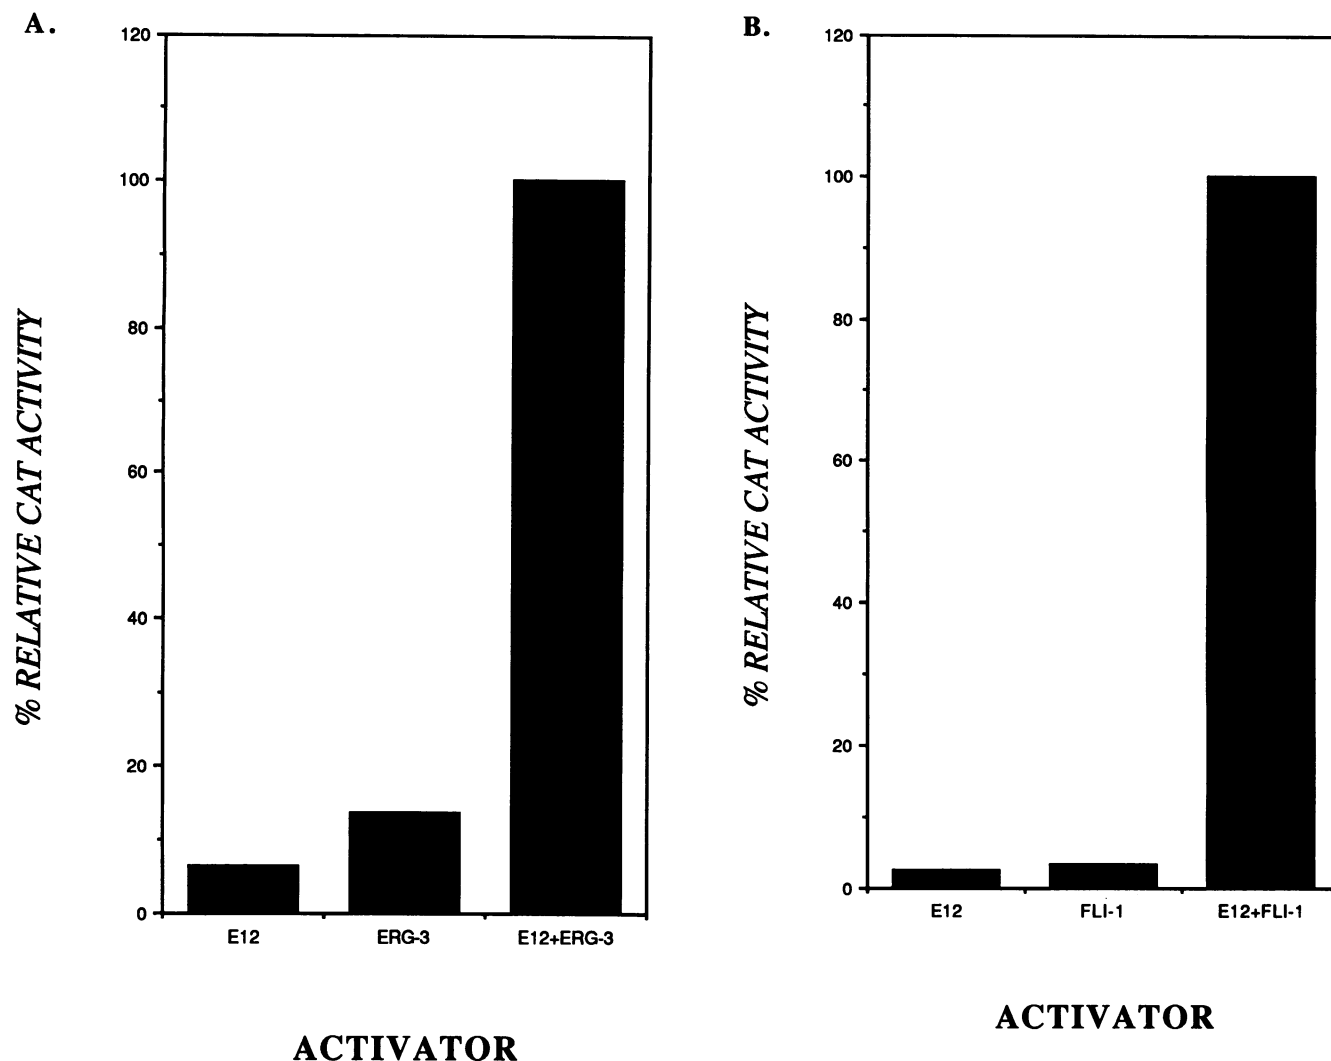 A.
120
100
80
60
40
20
0
% RELATIVE CAT ACTIVITY
E12 ERG-3 E12+ERG-3
ACTIVATOR
B.
120
100
80
60
40
20
0
% RELATIVE CAT ACTIVITY
E12 FLI-1 E12+FLI-1
ACTIVATOR